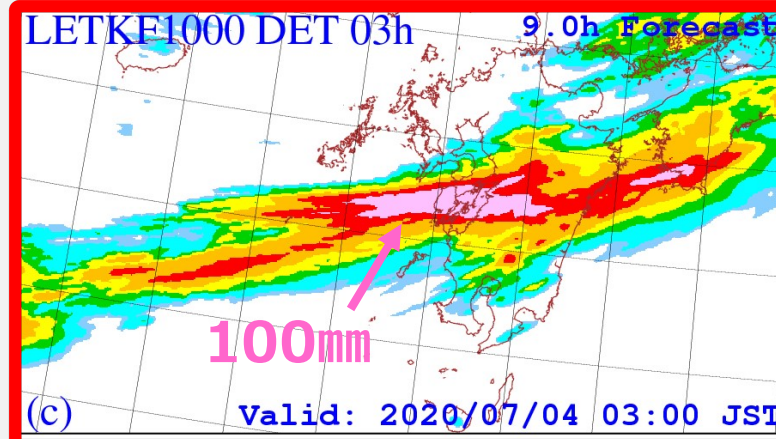 LETKF1000 DET 03h
9.0h Forecast
100mm
(c)
Valid: 2020/07/04 03:00 JST